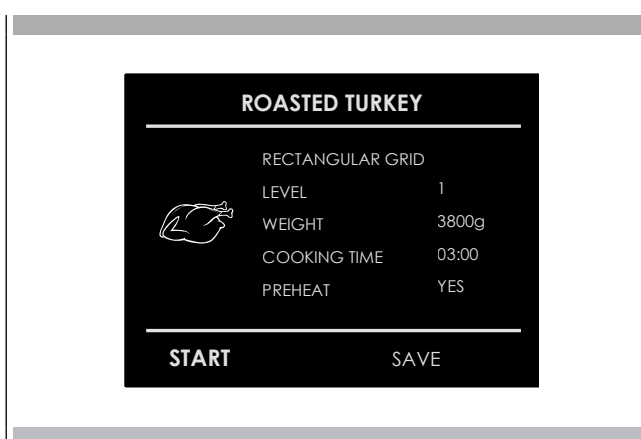 ROASTED TURKEY
RECTANGULAR GRID
LEVEL 1
WEIGHT 3800g
COOKING TIME 03:00
PREHEAT YES
START SAVE